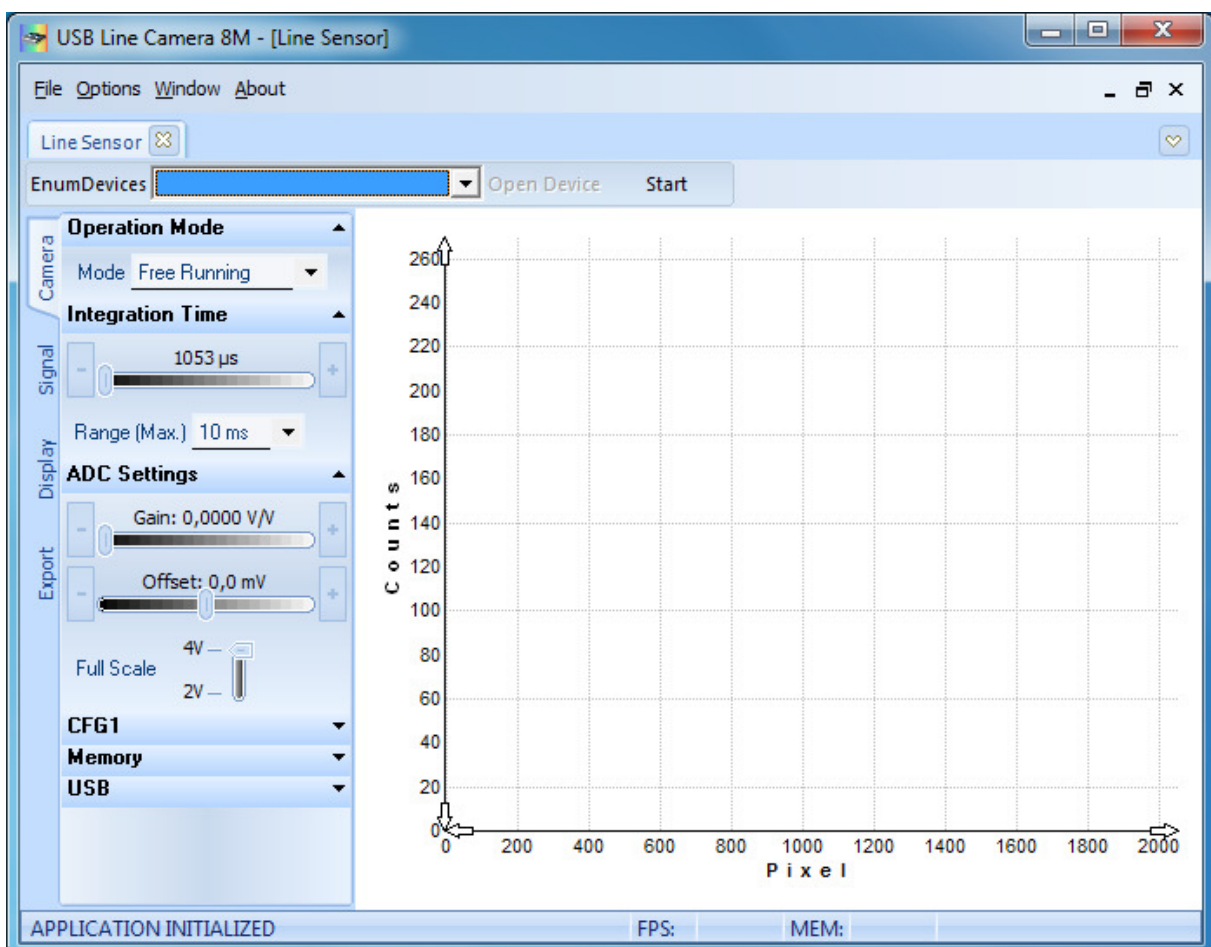 USB Line Camera 8M - [Line Sensor]
File Options Window About
Line Sensor
EnumDevices Open Device Start
Camera
Signal
Display
Export
Operation Mode
Mode Free Running
Integration Time
- 1053 µs +
Range (Max.) 10 ms
ADC Settings
- Gain: 0,0000 V/V +
- Offset: 0,0 mV +
4V
Full Scale
2V
CFG1
Memory
USB
Counts
260
240
220
200
180
160
140
120
100
80
60
40
20
0
0 200 400 600 800 1000 1200 1400 1600 1800 2000
Pixel
APPLICATION INITIALIZED FPS: MEM: